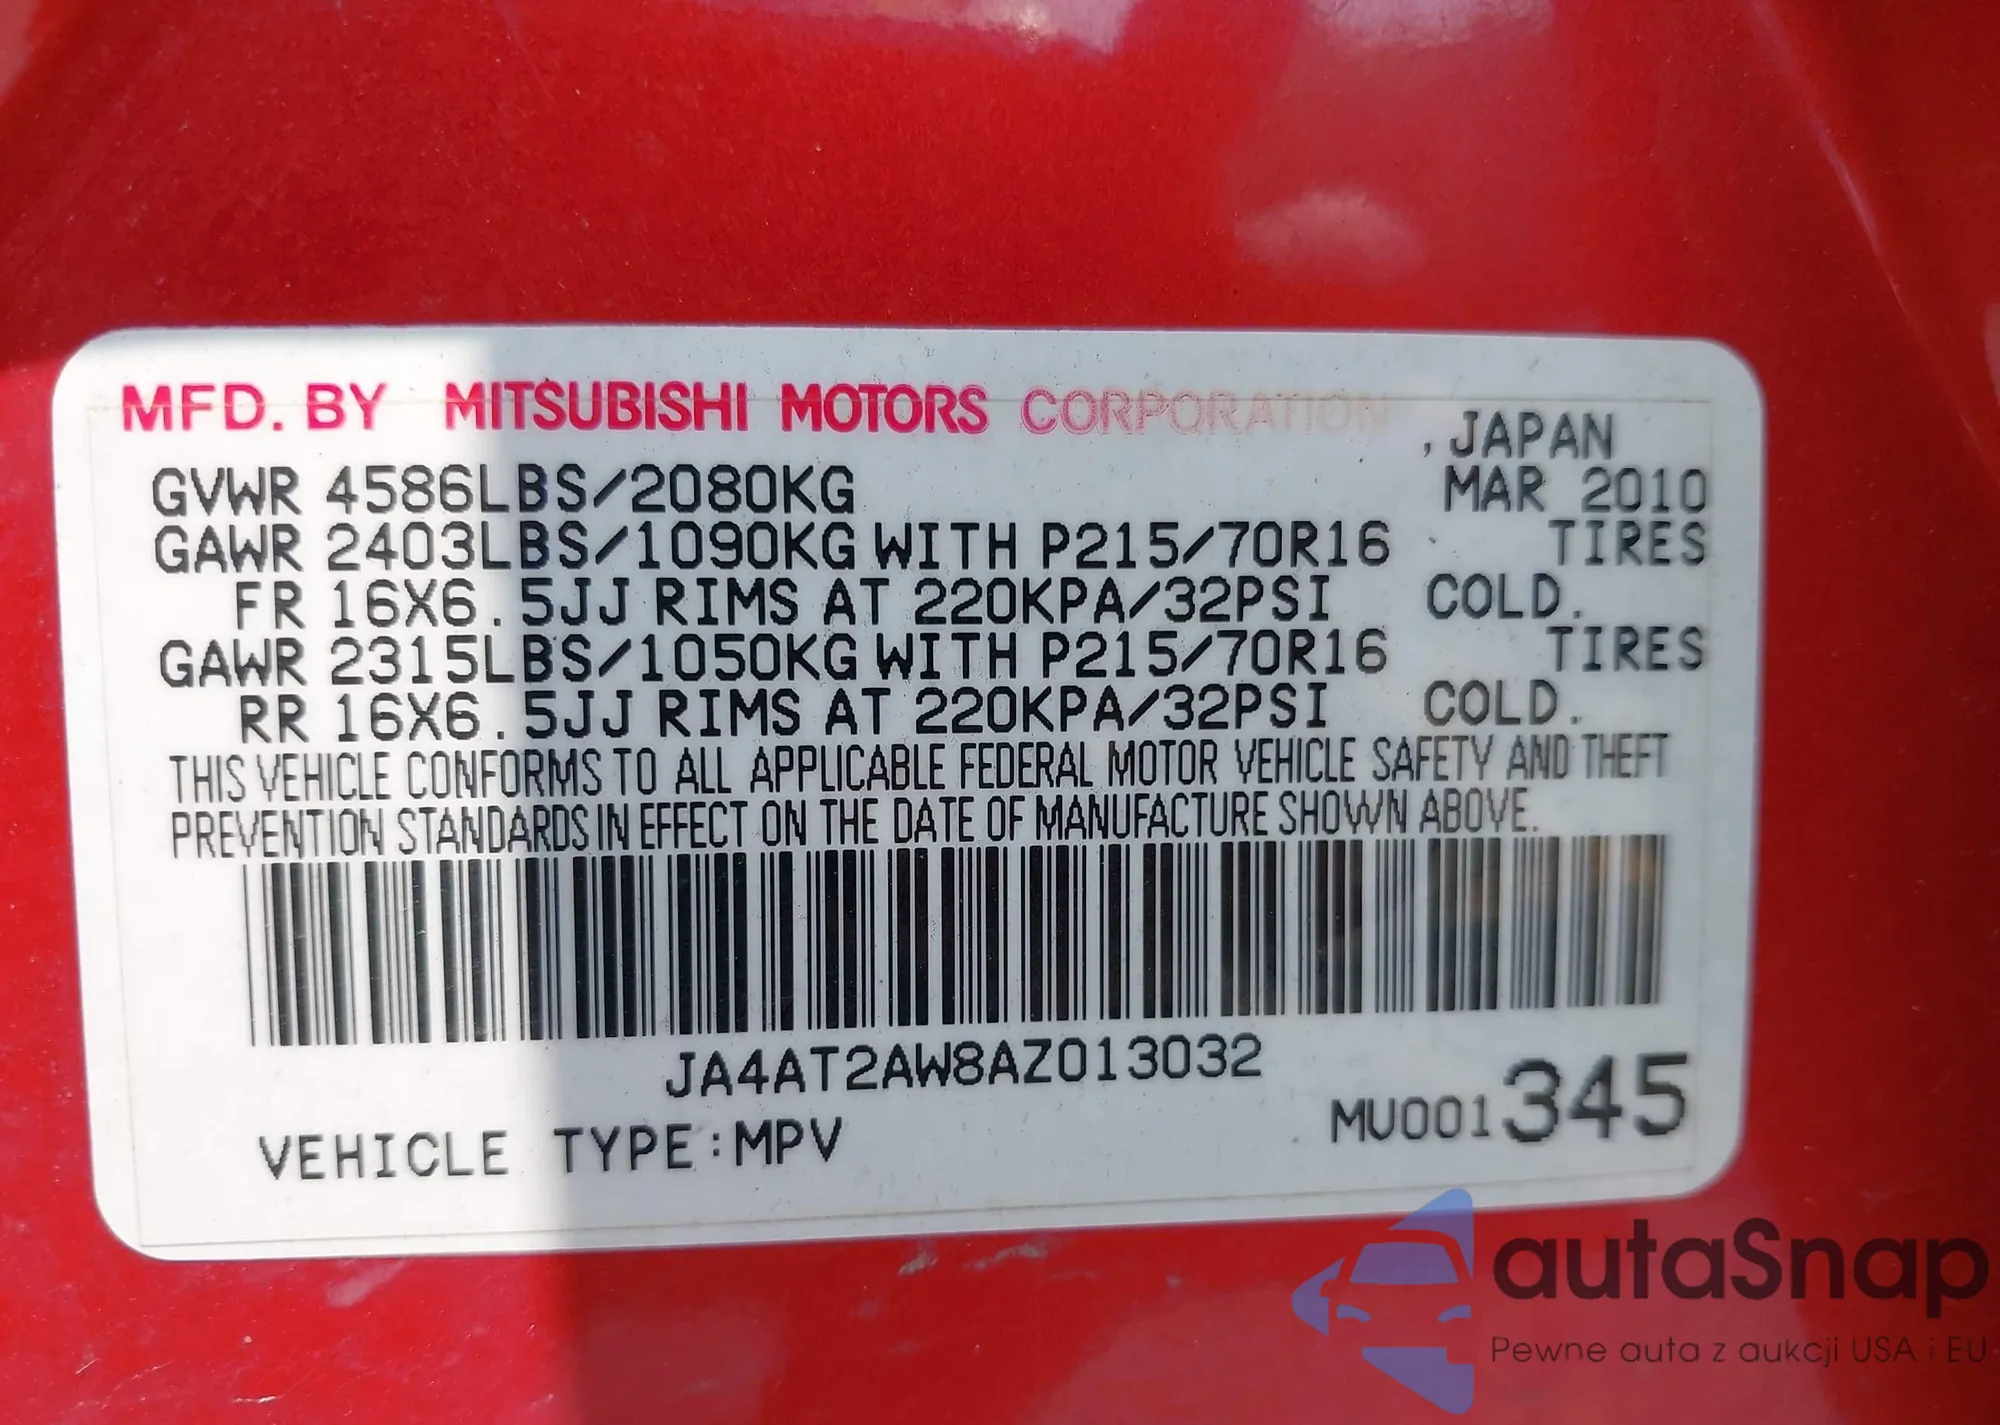 MFD. BY MITSUBISHI MOTORS CORPORATION
, JAPAN
GVWR 4586LBS/2080KG MAR 2010
GAWR 2403LBS/1090KG WITH P215/70R16 TIRES
FR 16X6.5JJ RIMS AT 220KPA/32PSI COLD.
GAWR 2315LBS/1050KG WITH P215/70R16 TIRES
RR 16X6.5JJ RIMS AT 220KPA/32PSI COLD.
THIS VEHICLE CONFORMS TO ALL APPLICABLE FEDERAL MOTOR VEHICLE SAFETY AND THEFT
PREVENTION STANDARDS IN EFFECT ON THE DATE OF MANUFACTURE SHOWN ABOVE.
JA4AT2AW8AZ013032
MU001345
VEHICLE TYPE:MPV
autaSnap
Pewne auta z aukcji USA i EU